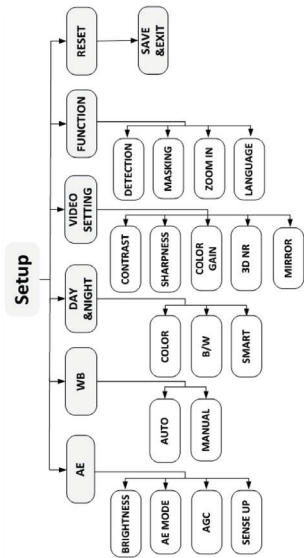 Setup
AE
WB
DAY
&NIGHT
VIDEO
SETTING
FUNCTION
RESET
BRIGHTNESS
AE MODE
AGC
SENSE UP
AUTO
MANUAL
COLOR
B/W
SMART
CONTRAST
SHARPNESS
COLOR
GAIN
3D NR
MIRROR
DETECTION
MASKING
ZOOM IN
LANGUAGE
SAVE
&EXIT